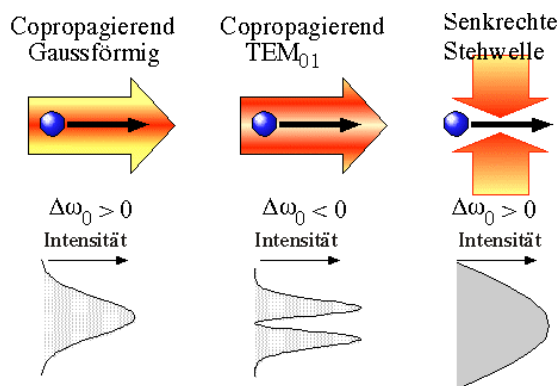 Copropagierend
Gaussförmig
Copropagierend
TEM01
Senkrechte
Stehwelle
Δω0 > 0
Δω0 < 0
Δω0 > 0
Intensität
Intensität
Intensität